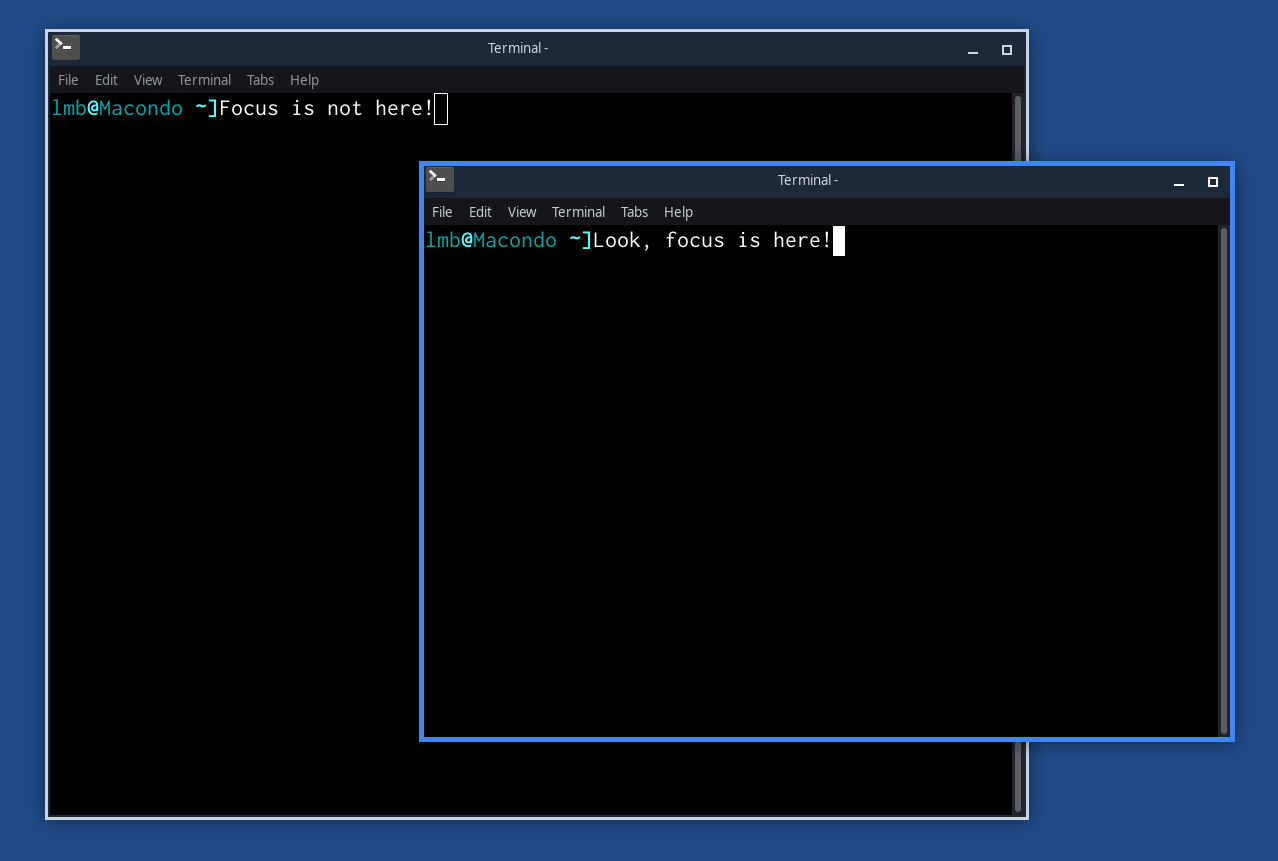 Terminal -
File Edit View Terminal Tabs Help
lmb@Macondo ~]Focus is not here!
Terminal -
File Edit View Terminal Tabs Help
lmb@Macondo ~]Look, focus is here!